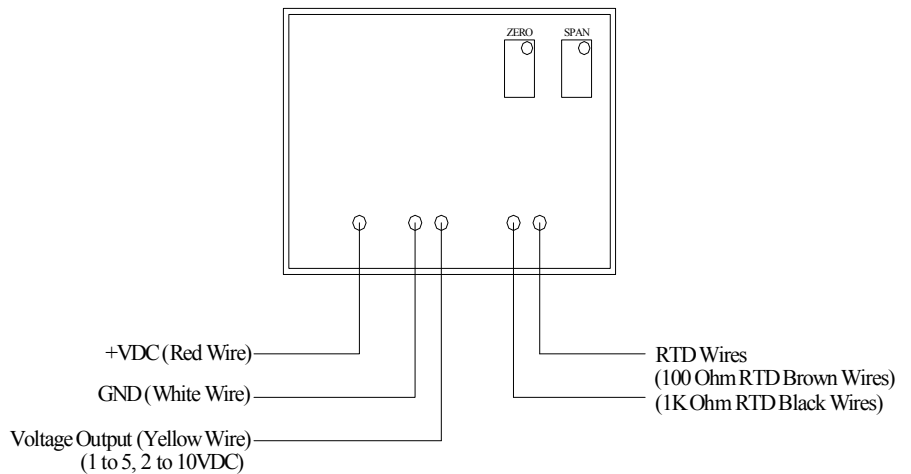 ZERO SPAN
+VDC (Red Wire)
GND (White Wire)
Voltage Output (Yellow Wire)
(1 to 5, 2 to 10VDC)
RTD Wires
(100 Ohm RTD Brown Wires)
(1K Ohm RTD Black Wires)